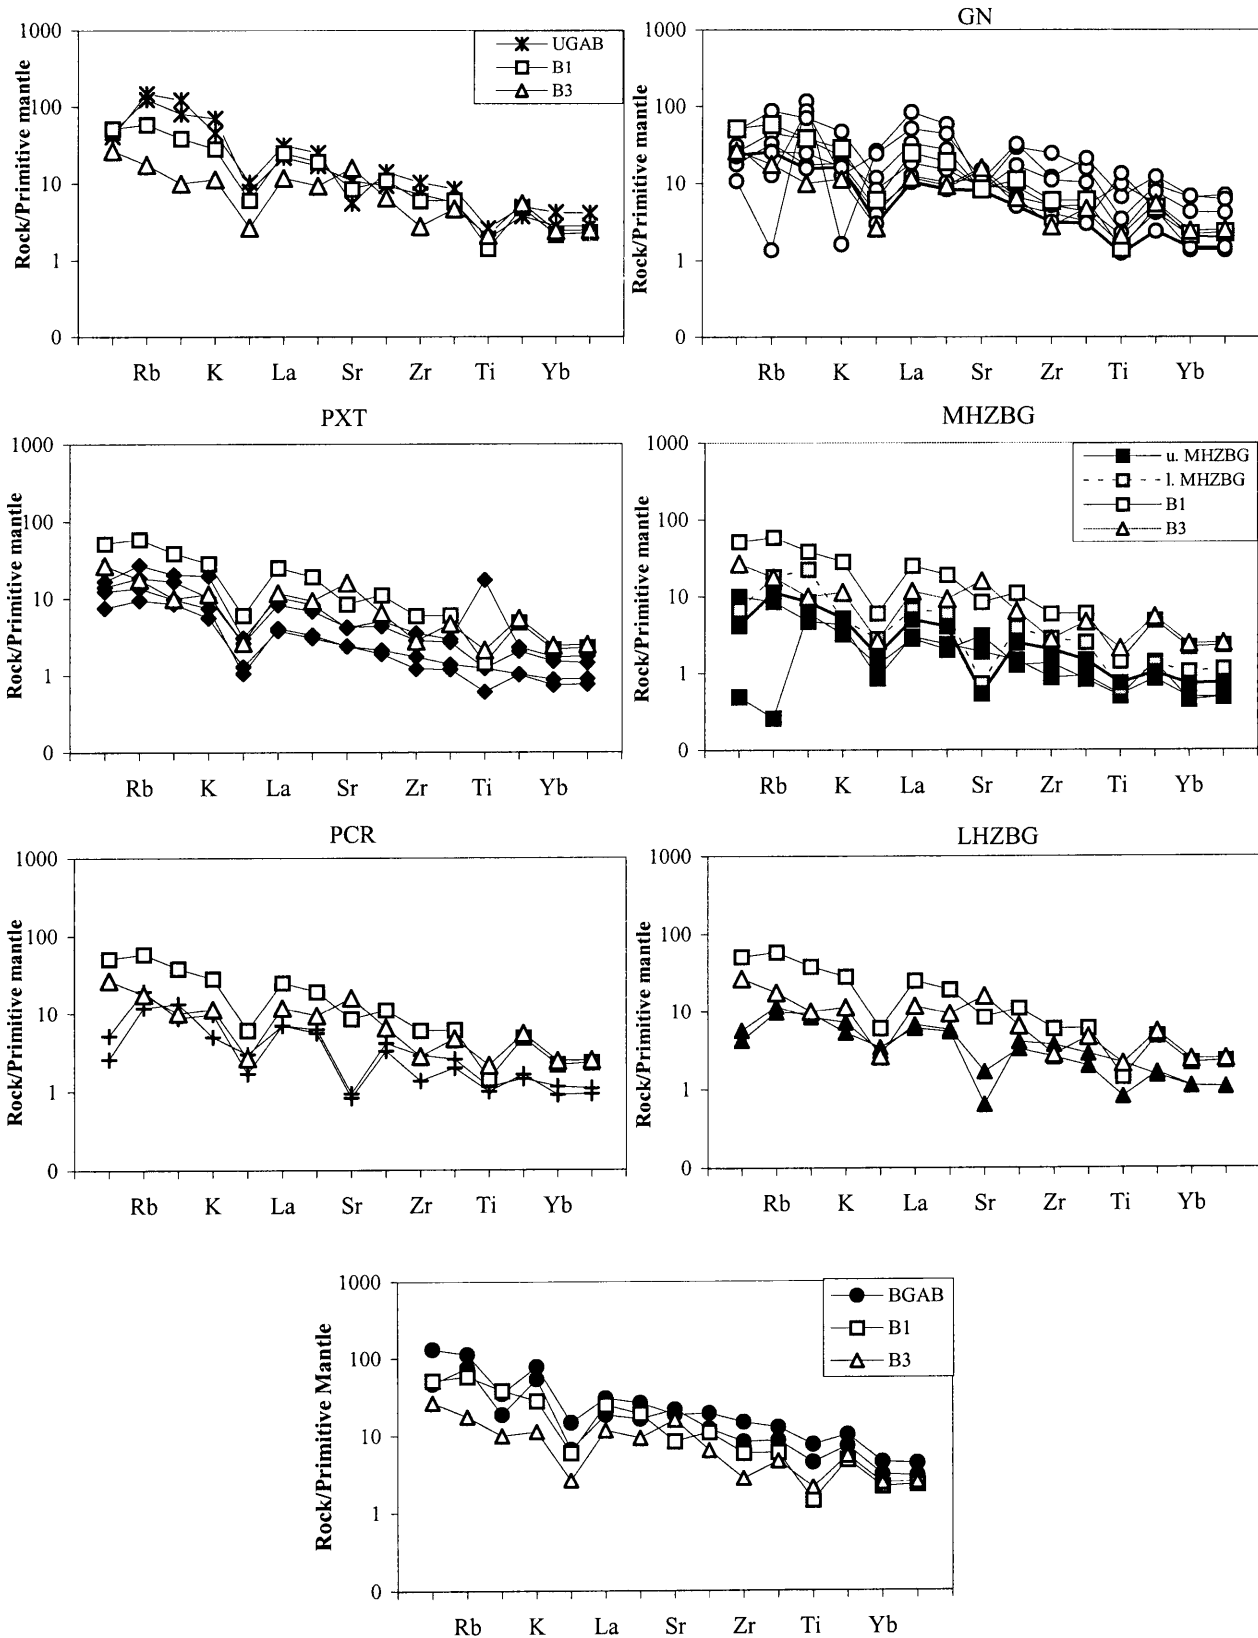 Rock/Primitive mantle
1000
100
10
1
0
UGAB
B1
B3
Rb K La Sr Zr Ti Yb
GN
Rock/Primitive mantle
1000
100
10
1
0
Rb K La Sr Zr Ti Yb
PXT
Rock/Primitive mantle
1000
100
10
1
0
Rb K La Sr Zr Ti Yb
MHZBG
Rock/Primitive mantle
1000
100
10
1
0
u. MHZBG
l. MHZBG
B1
B3
Rb K La Sr Zr Ti Yb
PCR
Rock/Primitive mantle
1000
100
10
1
0
Rb K La Sr Zr Ti Yb
LHZBG
Rock/Primitive mantle
1000
100
10
1
0
Rb K La Sr Zr Ti Yb
Rock/Primitive Mantle
1000
100
10
1
0
BGAB
B1
B3
Rb K La Sr Zr Ti Yb